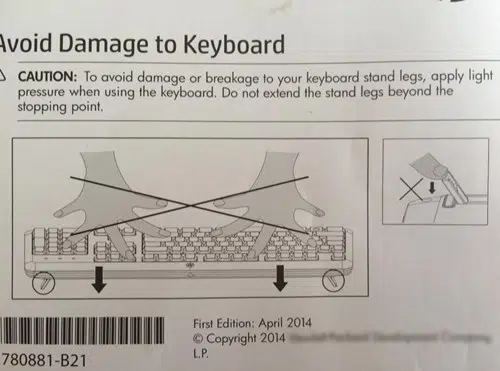 Avoid Damage to Keyboard
CAUTION: To avoid damage or breakage to your keyboard stand legs, apply light
pressure when using the keyboard. Do not extend the stand legs beyond the
stopping point.
First Edition: April 2014
© Copyright 2014
L.P.
780881-B21